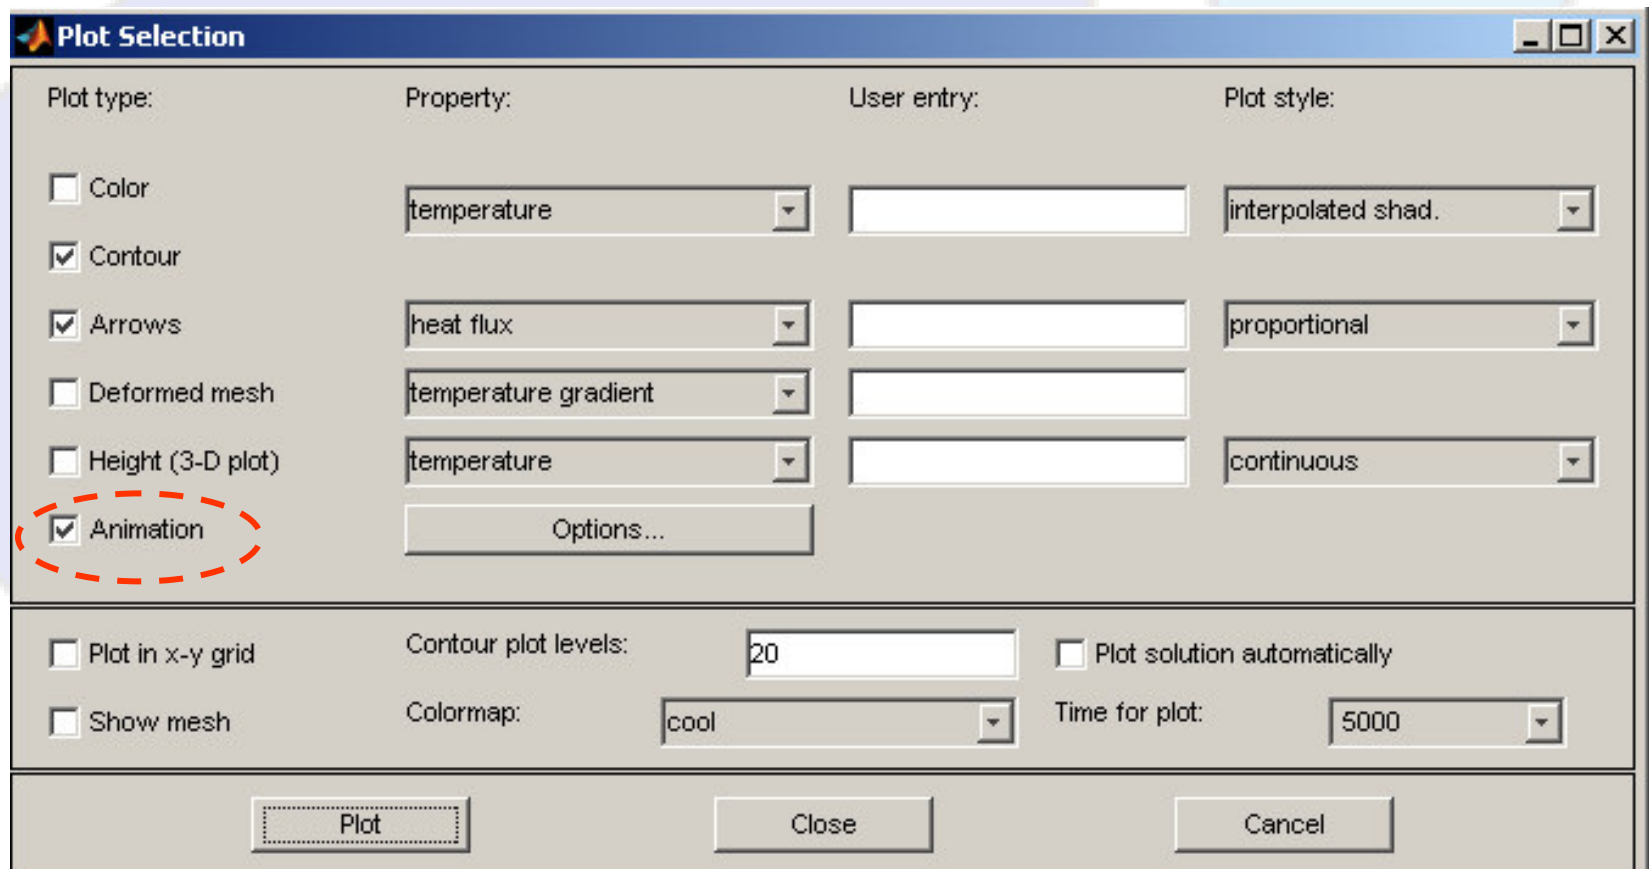 Plot Selection
Plot type: Property: User entry: Plot style:
Color
temperature interpolated shad.
Contour
Arrows heat flux proportional
Deformed mesh temperature gradient
Height (3-D plot) temperature continuous
Animation Options...
Plot in x-y grid Contour plot levels: 20 Plot solution automatically
Show mesh Colormap: cool Time for plot: 5000
Plot Close Cancel